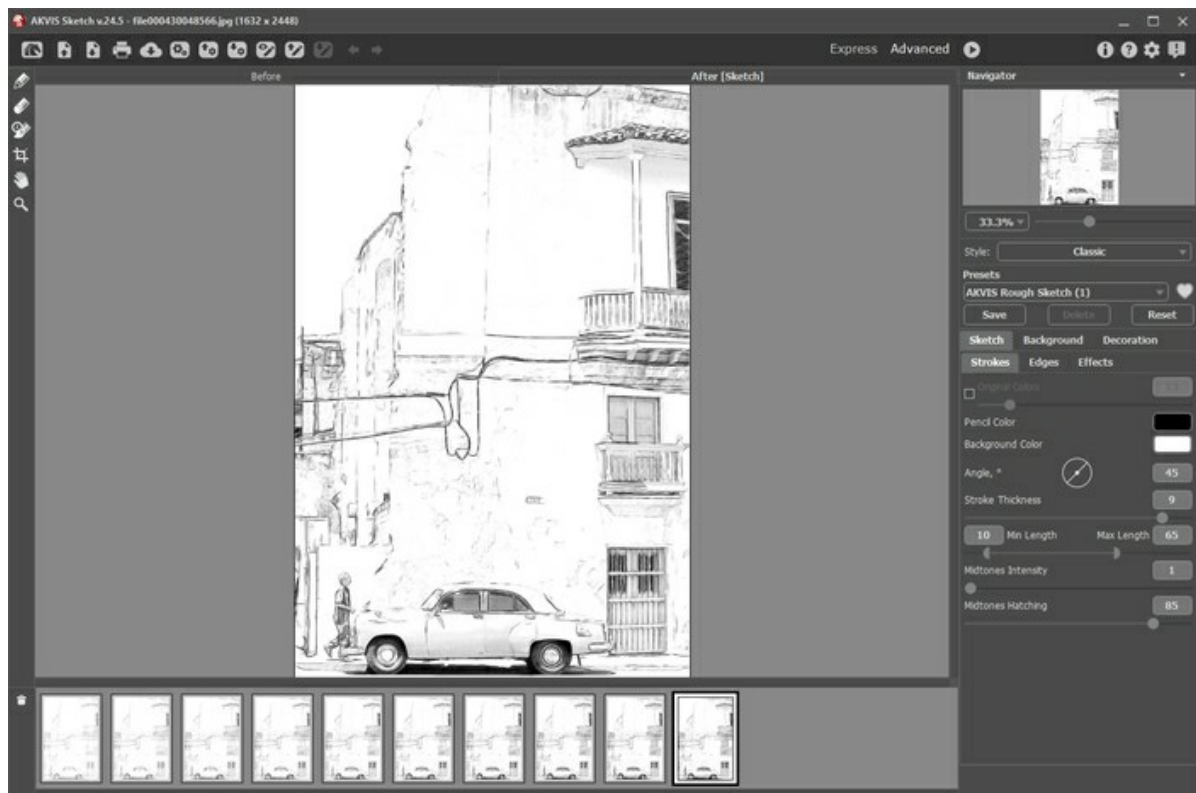 AKVIS Sketch v.24.5 - file000430048566.jpg (1632 x 2448)
Express Advanced
Before After [Sketch] Navigator
33.3%
Style: Classic
Presets
AKVIS Rough Sketch (1)
Save Delete Reset
Sketch Background Decoration
Strokes Edges Effects
Original Colors
Pencil Color
Background Color
Angle, ° 45
Stroke Thickness 9
10 Min Length Max Length 65
Midtones Intensity 1
Midtones Hatching 85